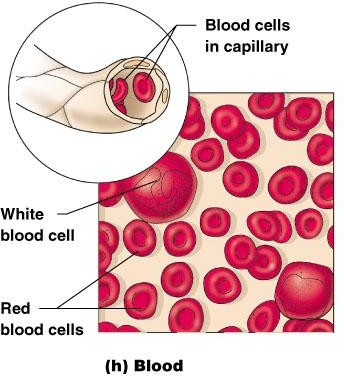 Blood cells
in capillary
White
blood cell
Red
blood cells
(h) Blood